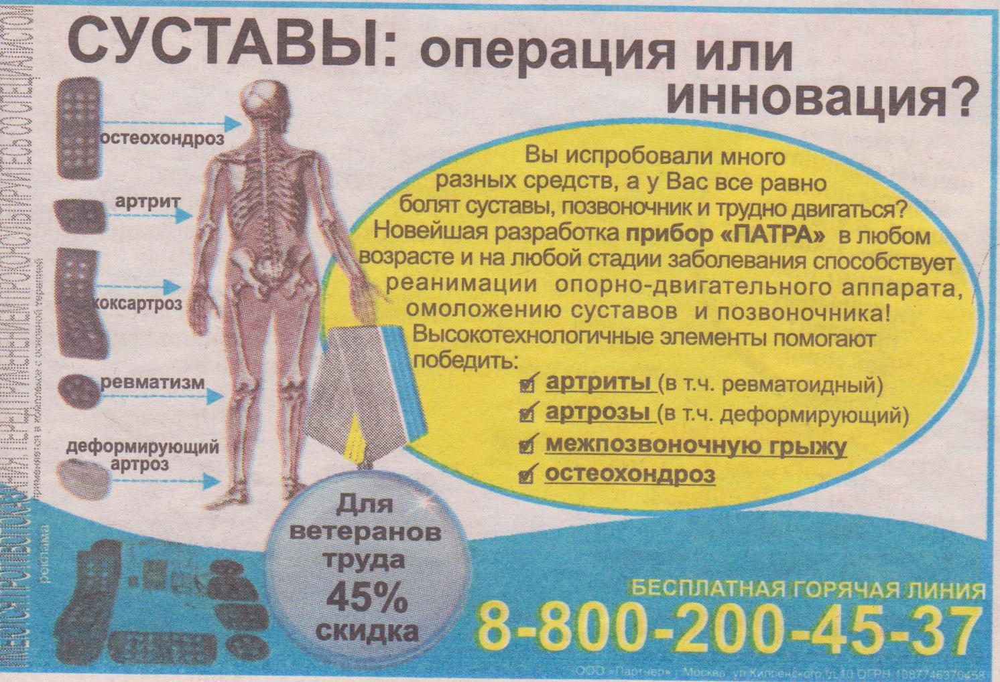 СУСТАВЫ: операция или
инновация?
остеохондроз
артрит
коксартроз
ревматизм
деформирующий
артроз
Вы испробовали много
разных средств, а у Вас все равно
болят суставы, позвоночник и трудно двигаться?
Новейшая разработка прибор «ПАТРА» в любом
возрасте и на любой стадии заболевания способствует
реанимации опорно-двигательного аппарата,
омоложению суставов и позвоночника!
Высокотехнологичные элементы помогают
победить:
артриты (в т.ч. ревматоидный)
артрозы (в т.ч. деформирующий)
межпозвоночную грыжу
остеохондроз
Для
ветеранов
труда
45%
скидка
БЕСПЛАТНАЯ ГОРЯЧАЯ ЛИНИЯ
8-800-200-45-37
ООО «Партнер» г. Москва, ул. Кипренского, д.10 ОГРН 1087746370458
ИМЕЮТСЯ ПРОТИВОПОКАЗАНИЯ. ПЕРЕД ПРИМЕНЕНИЕМ ПРОКОНСУЛЬТИРУЙТЕСЬ СО СПЕЦИАЛИСТОМ
применяется в комплексе с основной терапией
реклама